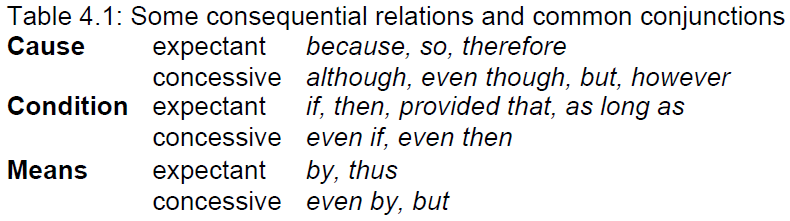 Table 4.1: Some consequential relations and common conjunctions
Cause expectant because, so, therefore
concessive although, even though, but, however
Condition expectant if, then, provided that, as long as
concessive even if, even then
Means expectant by, thus
concessive even by, but